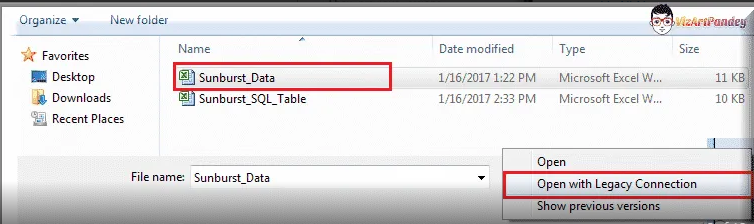 Organize New folder
VizArtPandey
Favorites
Desktop
Downloads
Recent Places
Name Date modified Type Size
Sunburst_Data 1/16/2017 1:22 PM Microsoft Excel W... 11 KB
Sunburst_SQL_Table 1/16/2017 2:33 PM Microsoft Excel W... 10 KB
File name: Sunburst_Data
Open
Open with Legacy Connection
Show previous versions